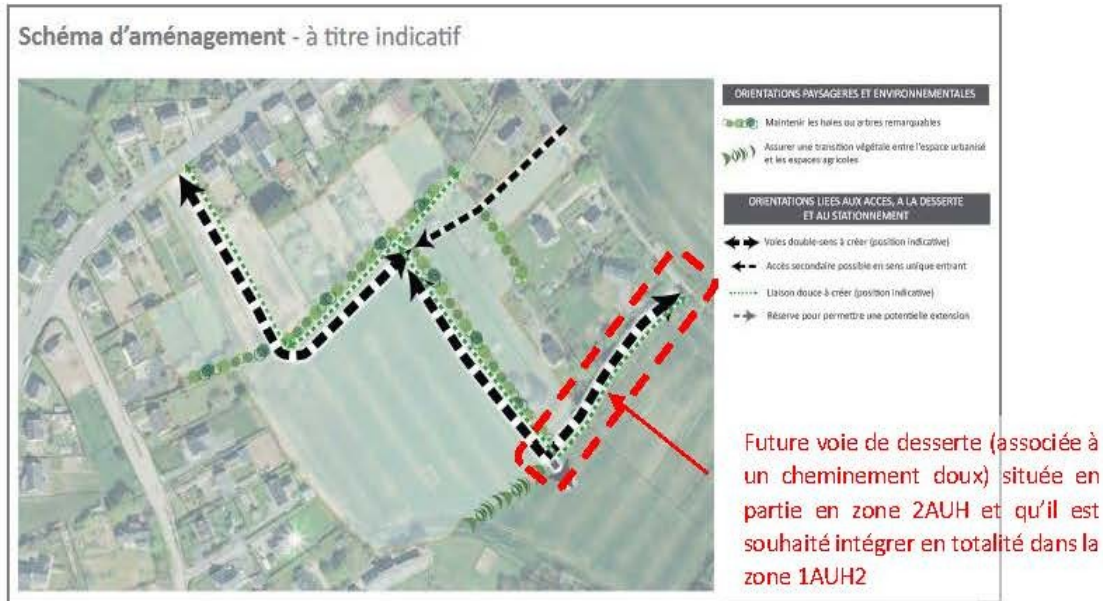 Schéma d'aménagement - à titre indicatif
ORIENTATIONS PAYSAGERES ET ENVIRONNEMENTALES
Maintenir les haies ou arbres remarquables
Assurer une transition végétale entre l'espace urbanisé
et les espaces agricoles
ORIENTATIONS LIEES AUX ACCES, A LA DESSERTE
ET AU STATIONNEMENT
Voies double-sens à créer (position indicative)
Accès secondaire possible en sens unique entrant
Liaison douce à créer (position indicative)
Réserve pour permettre une potentielle extension
Future voie de desserte (associée à
un cheminement doux) située en
partie en zone 2AUH et qu'il est
souhaité intégrer en totalité dans la
zone 1AUH2